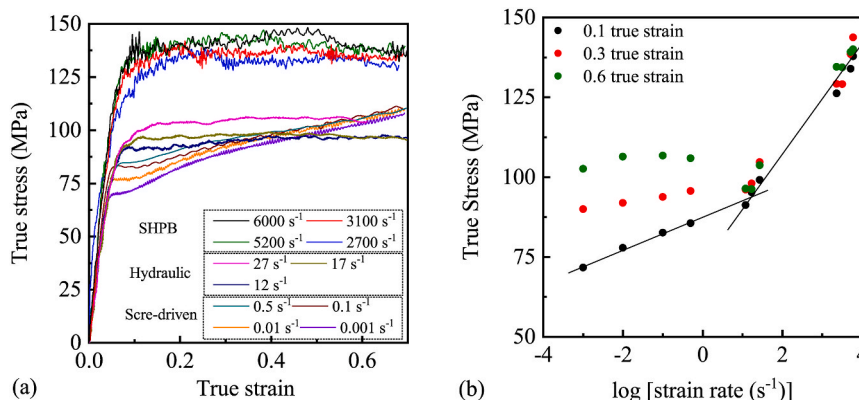 150
125
100
75
50
25
0
True stress (MPa)
SHPB
6000 s⁻¹
3100 s⁻¹
5200 s⁻¹
2700 s⁻¹
Hydraulic
27 s⁻¹
17 s⁻¹
12 s⁻¹
Scre-driven
0.5 s⁻¹
0.1 s⁻¹
0.01 s⁻¹
0.001 s⁻¹
0.0
0.2
0.4
0.6
True strain
(a)
150
125
100
75
50
True Stress (MPa)
0.1 true strain
0.3 true strain
0.6 true strain
-4
-2
0
2
4
log [strain rate (s⁻¹)]
(b)